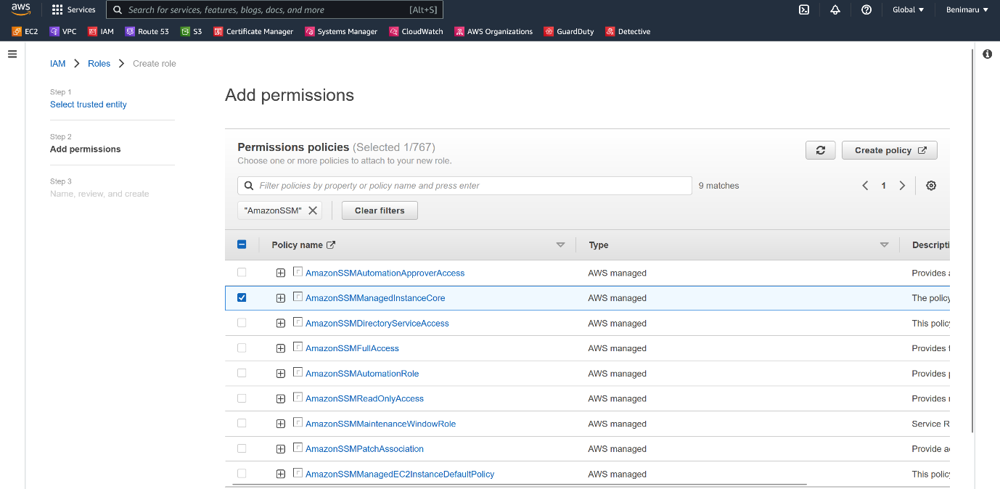 aws
Services
Search for services, features, blogs, docs, and more [Alt+S]
Global
Benimaru
EC2 VPC IAM Route 53 S3 Certificate Manager Systems Manager CloudWatch AWS Organizations GuardDuty Detective
IAM Roles Create role
Step 1
Select trusted entity
Step 2
Add permissions
Step 3
Name, review, and create
Add permissions
Permissions policies (Selected 1/767)
Choose one or more policies to attach to your new role.
Create policy
Filter policies by property or policy name and press enter
9 matches
1
"AmazonSSM"
Clear filters
Policy name Type Descripti
AmazonSSMAutomationApproverAccess AWS managed Provides a
AmazonSSMManagedInstanceCore AWS managed The policy
AmazonSSMDirectoryServiceAccess AWS managed This policy
AmazonSSMFullAccess AWS managed Provides f
AmazonSSMAutomationRole AWS managed Provides p
AmazonSSMReadOnlyAccess AWS managed Provides r
AmazonSSMMaintenanceWindowRole AWS managed Service R
AmazonSSMPatchAssociation AWS managed Provide a
AmazonSSMManagedEC2InstanceDefaultPolicy AWS managed This policy